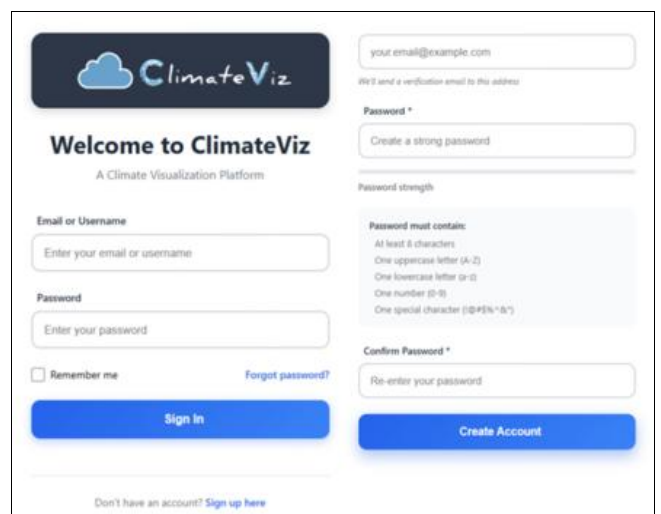 ClimateViz
Welcome to ClimateViz
A Climate Visualization Platform
Email or Username
Enter your email or username
Password
Enter your password
Remember me
Forgot password?
Sign In
Don't have an account? Sign up here
your.email@example.com
We'll send a verification email to this address
Password *
Create a strong password
Password strength
Password must contain:
At least 8 characters
One uppercase letter (A-Z)
One lowercase letter (a-z)
One number (0-9)
One special character (!@#$%^&*)
Confirm Password *
Re-enter your password
Create Account